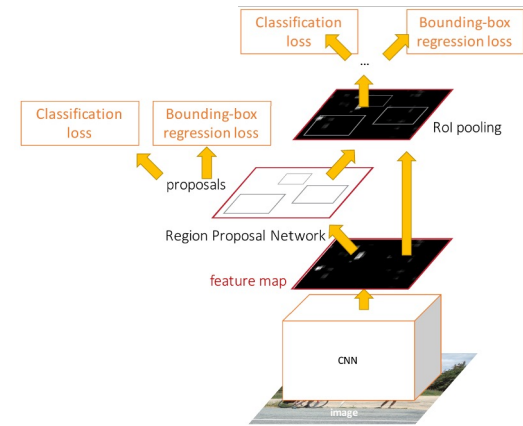 Classification
loss
Bounding-box
regression loss
...
RoI pooling
Classification
loss
Bounding-box
regression loss
proposals
Region Proposal Network
feature map
CNN
image